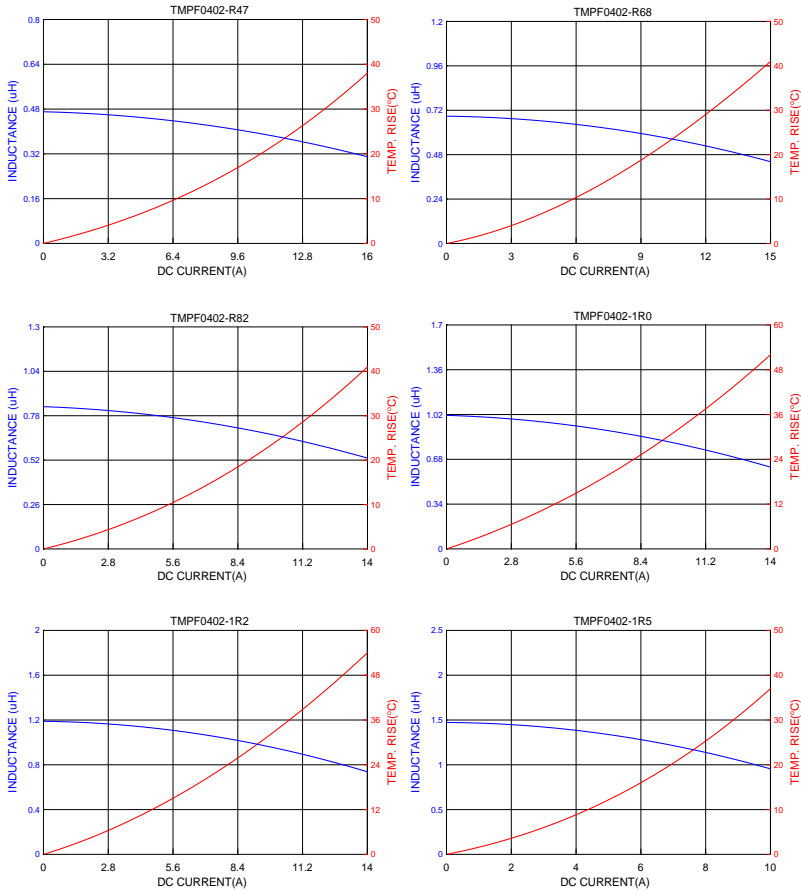 TMPF0402-R47
INDUCTANCE (uH)
0.8
0.64
0.48
0.32
0.16
0
50
40
30
20
10
0
TEMP. RISE(°C)
0 3.2 6.4 9.6 12.8 16
DC CURRENT(A)
TMPF0402-R68
INDUCTANCE (uH)
1.2
0.96
0.72
0.48
0.24
0
50
40
30
20
10
0
TEMP. RISE(°C)
0 3 6 9 12 15
DC CURRENT(A)
TMPF0402-R82
INDUCTANCE (uH)
1.3
1.04
0.78
0.52
0.26
0
50
40
30
20
10
0
TEMP. RISE(°C)
0 2.8 5.6 8.4 11.2 14
DC CURRENT(A)
TMPF0402-1R0
INDUCTANCE (uH)
1.7
1.36
1.02
0.68
0.34
0
60
48
36
24
12
0
TEMP. RISE(°C)
0 2.8 5.6 8.4 11.2 14
DC CURRENT(A)
TMPF0402-1R2
INDUCTANCE (uH)
2
1.6
1.2
0.8
0.4
0
60
48
36
24
12
0
TEMP. RISE(°C)
0 2.8 5.6 8.4 11.2 14
DC CURRENT(A)
TMPF0402-1R5
INDUCTANCE (uH)
2.5
2
1.5
1
0.5
0
50
40
30
20
10
0
TEMP. RISE(°C)
0 2 4 6 8 10
DC CURRENT(A)